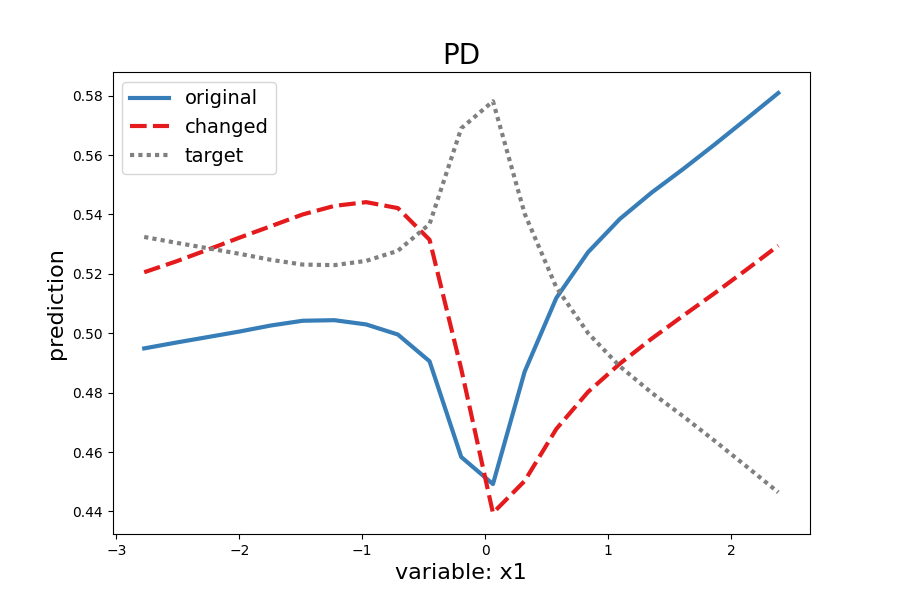 PD
original
changed
target
0.58
0.56
0.54
0.52
0.50
0.48
0.46
0.44
prediction
−3
−2
−1
0
1
2
variable: x1